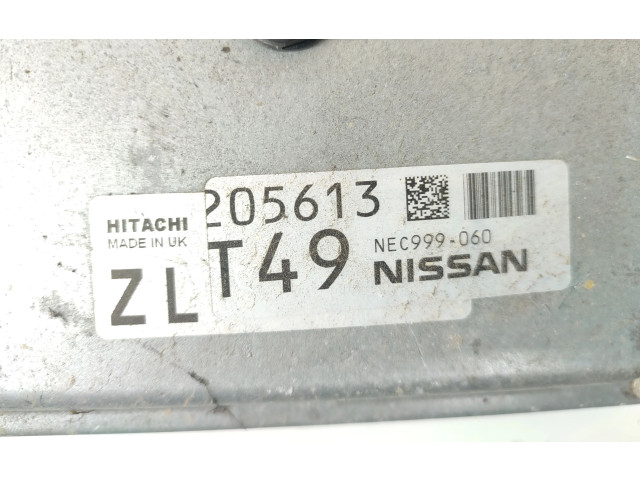 205613
HITACHI
MADE IN UK
ZL
T49
NEC999-060
NISSAN